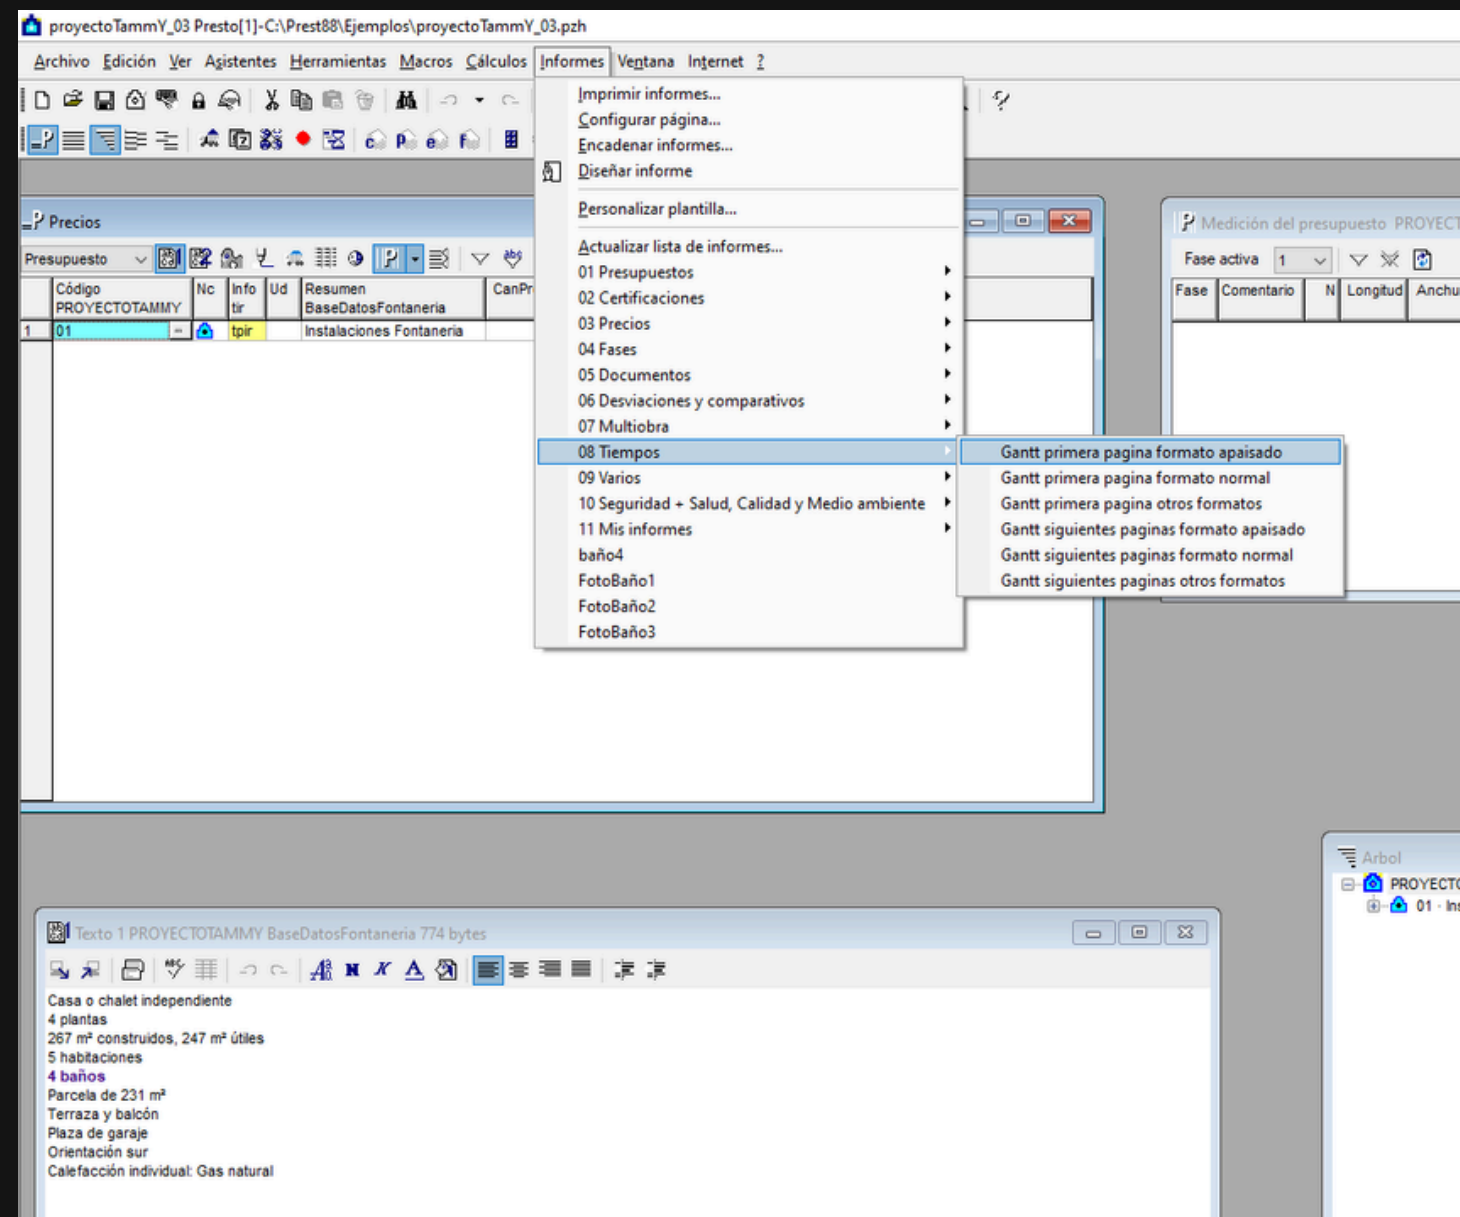 proyectoTammY_03 Presto[1]-C:\Prest88\Ejemplos\proyectoTammY_03.pzh
Archivo Edición Ver Asistentes Herramientas Macros Cálculos Informes Ventana Internet ?
Imprimir informes...
Configurar página...
Encadenar informes...
Diseñar informe
Personalizar plantilla...
Actualizar lista de informes...
01 Presupuestos
02 Certificaciones
03 Precios
04 Fases
05 Documentos
06 Desviaciones y comparativos
07 Multiobra
08 Tiempos
09 Varios
10 Seguridad + Salud, Calidad y Medio ambiente
11 Mis informes
baño4
FotoBaño1
FotoBaño2
FotoBaño3
Gantt primera pagina formato apaisado
Gantt primera pagina formato normal
Gantt primera pagina otros formatos
Gantt siguientes paginas formato apaisado
Gantt siguientes paginas formato normal
Gantt siguientes paginas otros formatos
Precios
Presupuesto
Código Nc Info Ud Resumen CanPr
PROYECTOTAMMY tir BaseDatosFontaneria
1 01 tpir Instalaciones Fontaneria
Medición del presupuesto PROYECT
Fase activa 1
Fase Comentario N Longitud Anchu
Arbol
PROYECTO
01 - Ins
Texto 1 PROYECTOTAMMY BaseDatosFontaneria 774 bytes
Casa o chalet independiente
4 plantas
267 m² construidos, 247 m² útiles
5 habitaciones
4 baños
Parcela de 231 m²
Terraza y balcón
Plaza de garaje
Orientación sur
Calefacción individual: Gas natural